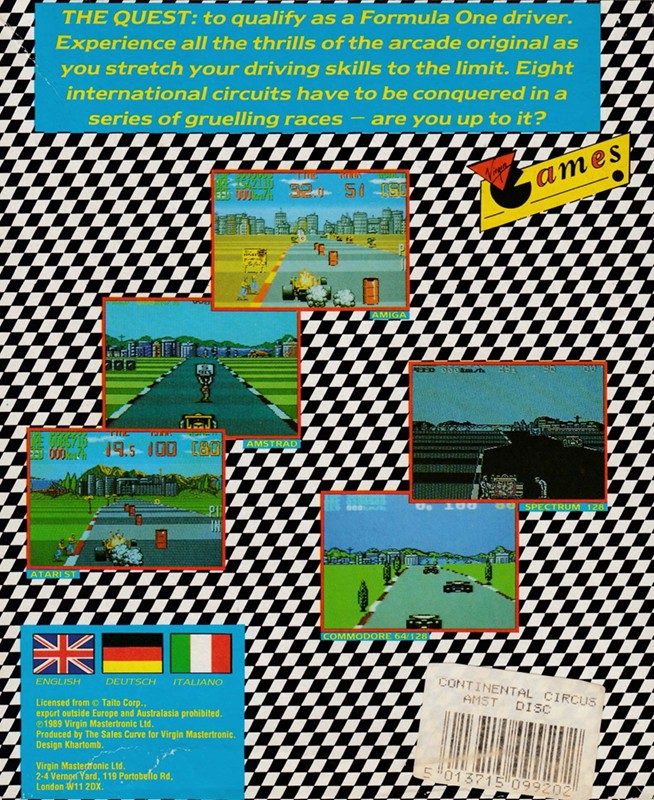 THE QUEST: to qualify as a Formula One driver.
Experience all the thrills of the arcade original as
you stretch your driving skills to the limit. Eight
international circuits have to be conquered in a
series of gruelling races – are you up to it?
Virgin Games
AMIGA
AMSTRAD
19.5 100
000km/h
ATARI ST
SPECTRUM 128
COMMODORE 64/128
ENGLISH DEUTSCH ITALIANO
Licensed from © Taito Corp.,
export outside Europe and Australasia prohibited.
©1989 Virgin Mastertronic Ltd.
Produced by The Sales Curve for Virgin Mastertronic.
Design Khartomb.
Virgin Mastertronic Ltd.
2-4 Vernon Yard, 119 Portobello Rd,
London W11 2DX.
CONTINENTAL CIRCUS
AMST DISC
5 013715 099202